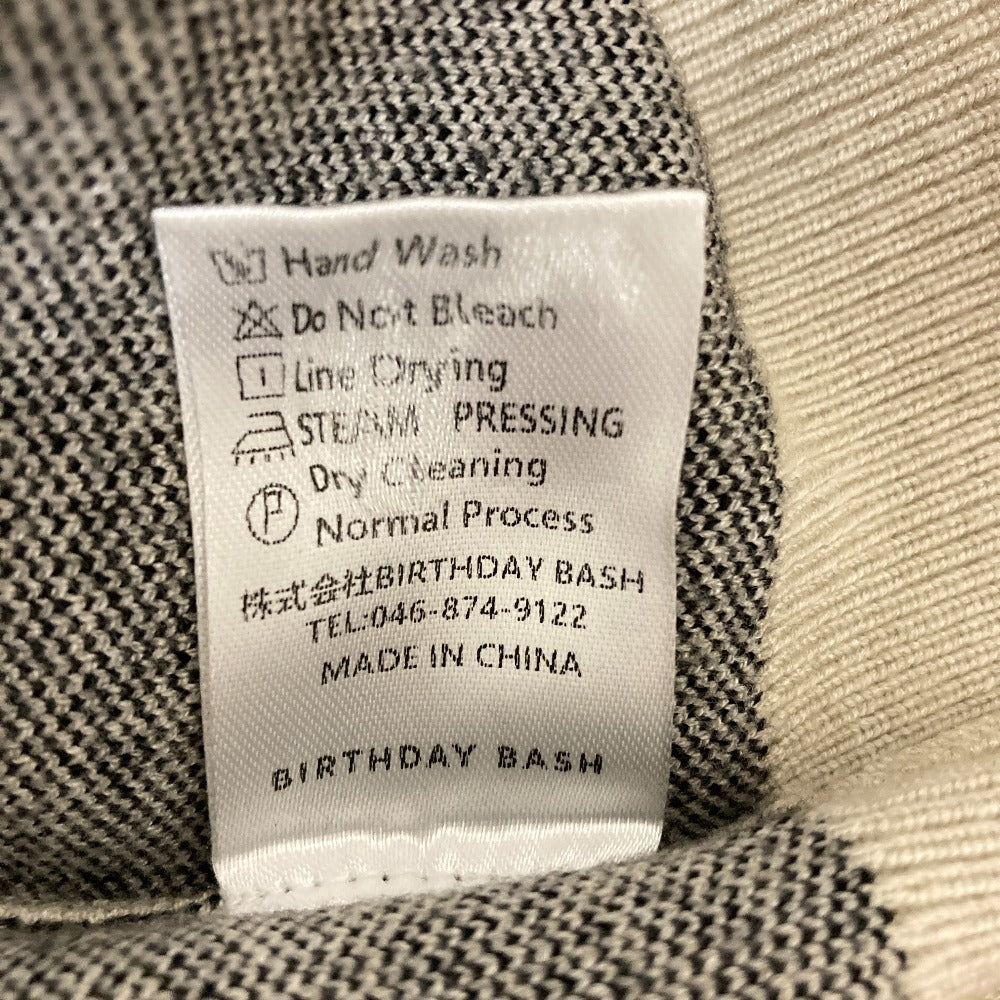 Hand Wash
Do Not Bleach
Line Drying
STEAM PRESSING
Dry Cleaning
P Normal Process
株式会社BIRTHDAY BASH
TEL:046-874-9122
MADE IN CHINA
BIRTHDAY BASH